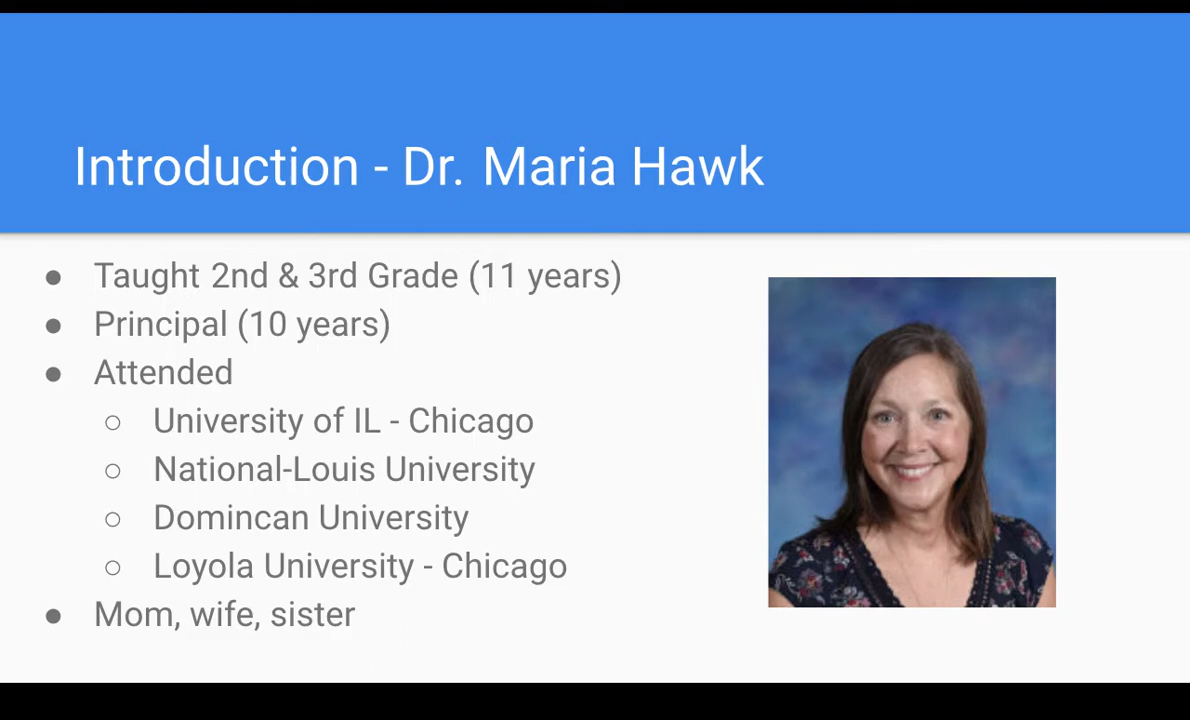 Introduction - Dr. Maria Hawk
● Taught 2nd & 3rd Grade (11 years)
● Principal (10 years)
● Attended
○ University of IL - Chicago
○ National-Louis University
○ Domincan University
○ Loyola University - Chicago
● Mom, wife, sister